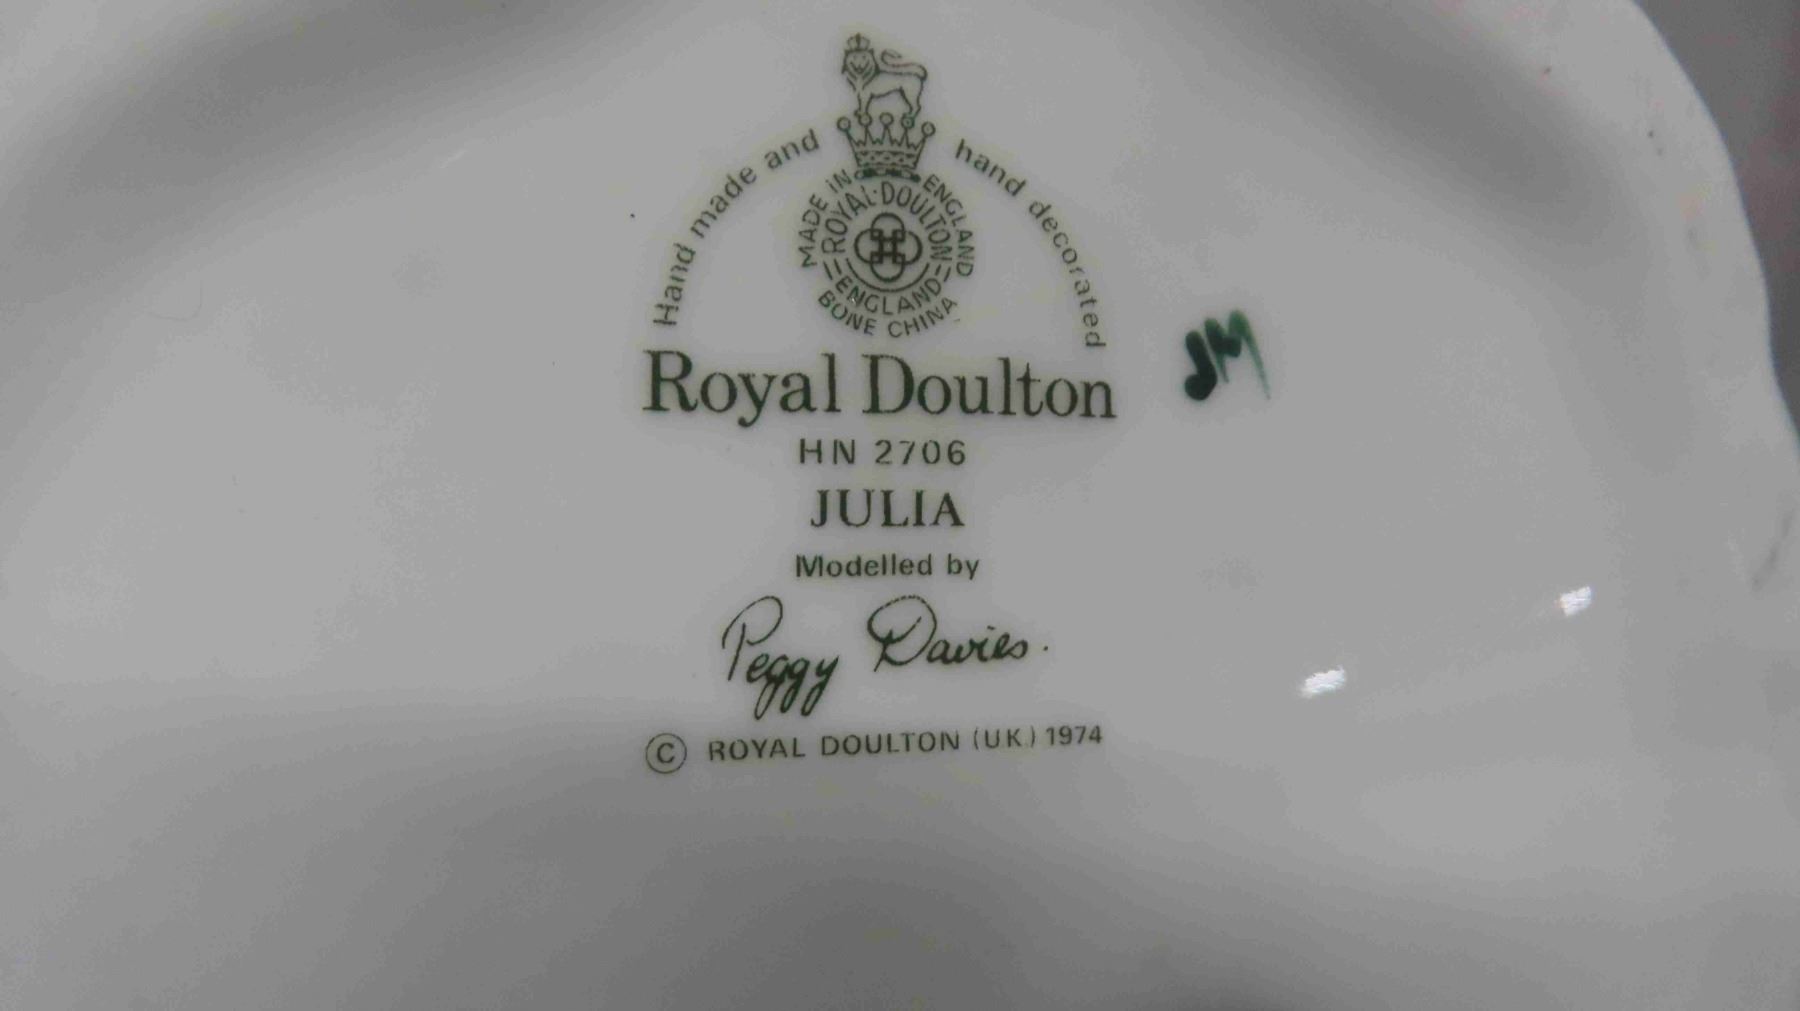 Hand made and hand decorated
MADE IN ENGLAND
ROYAL·DOULTON
ENGLAND
BONE CHINA
Royal Doulton
HN 2706
JULIA
Modelled by
Peggy Davies.
© ROYAL DOULTON (UK) 1974